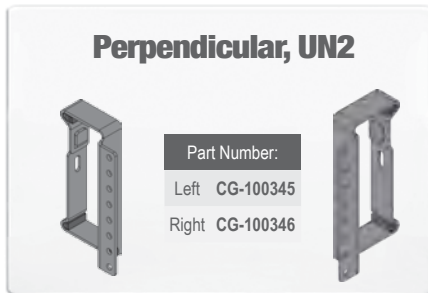 Perpendicular, UN2
Part Number:
Left CG-100345
Right CG-100346